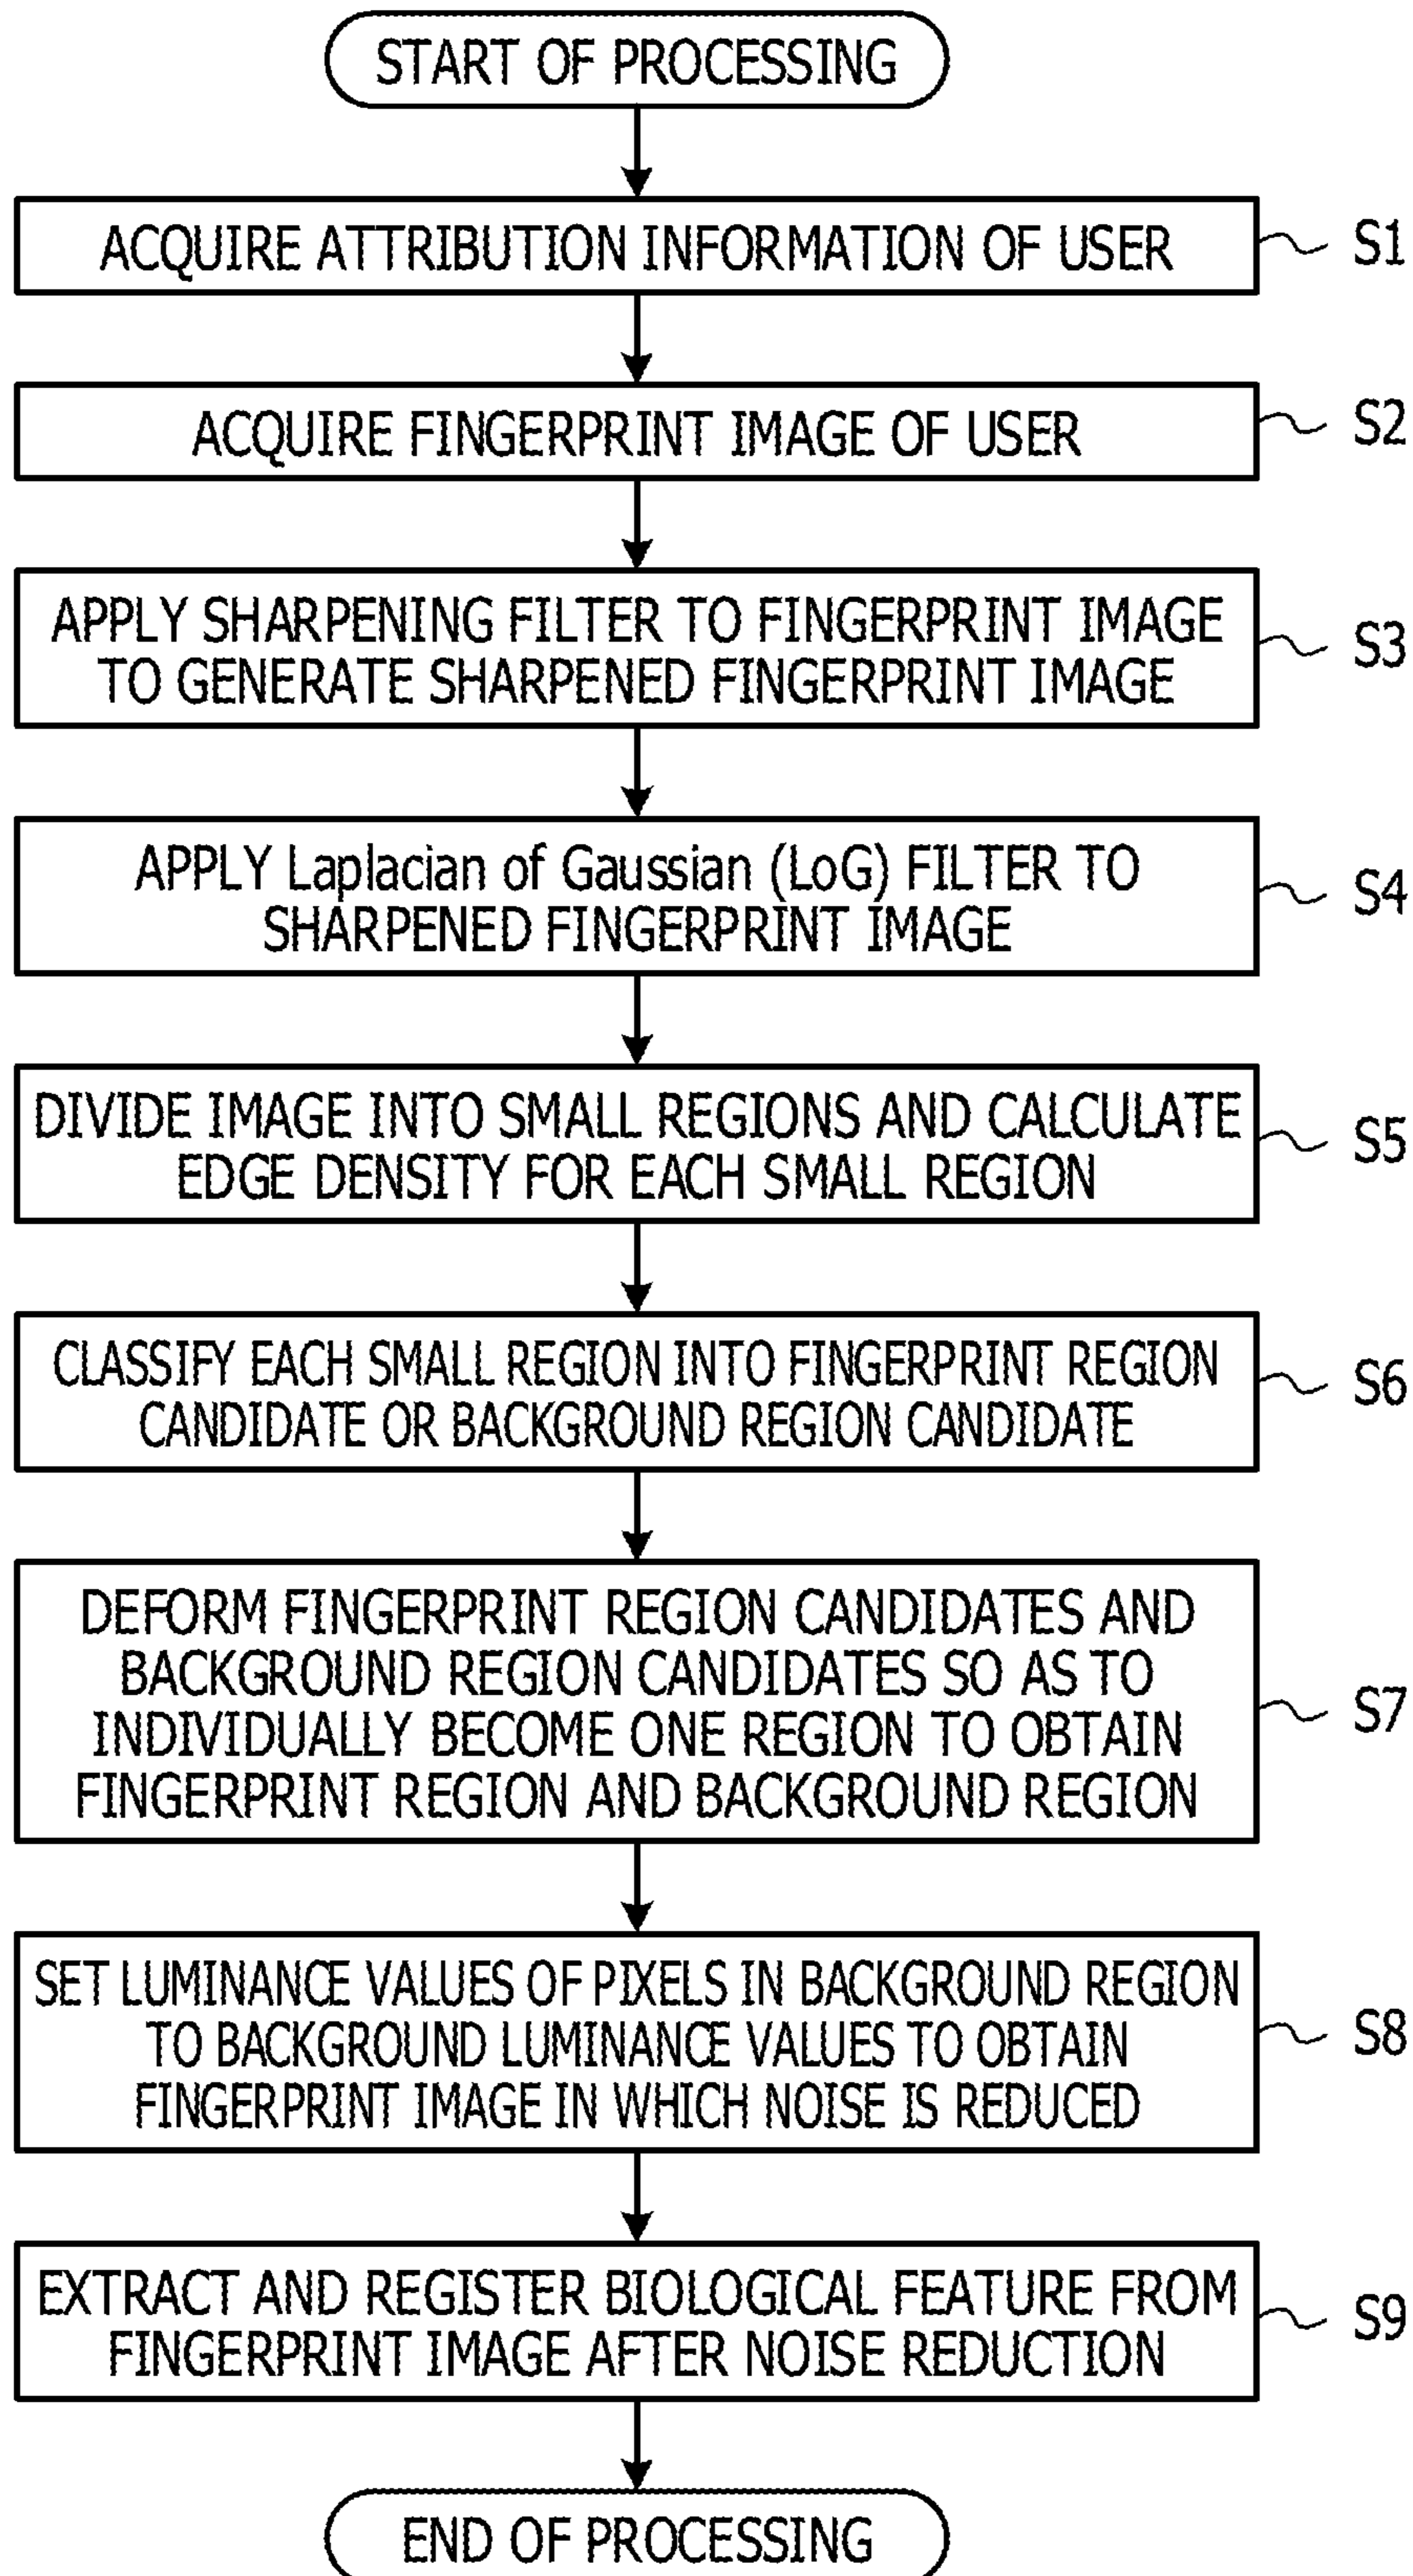 START OF PROCESSING
ACQUIRE ATTRIBUTION INFORMATION OF USER
S1
ACQUIRE FINGERPRINT IMAGE OF USER
S2
APPLY SHARPENING FILTER TO FINGERPRINT IMAGE
TO GENERATE SHARPENED FINGERPRINT IMAGE
S3
APPLY Laplacian of Gaussian (LoG) FILTER TO
SHARPENED FINGERPRINT IMAGE
S4
DIVIDE IMAGE INTO SMALL REGIONS AND CALCULATE
EDGE DENSITY FOR EACH SMALL REGION
S5
CLASSIFY EACH SMALL REGION INTO FINGERPRINT REGION
CANDIDATE OR BACKGROUND REGION CANDIDATE
S6
DEFORM FINGERPRINT REGION CANDIDATES AND
BACKGROUND REGION CANDIDATES SO AS TO
INDIVIDUALLY BECOME ONE REGION TO OBTAIN
FINGERPRINT REGION AND BACKGROUND REGION
S7
SET LUMINANCE VALUES OF PIXELS IN BACKGROUND REGION
TO BACKGROUND LUMINANCE VALUES TO OBTAIN
FINGERPRINT IMAGE IN WHICH NOISE IS REDUCED
S8
EXTRACT AND REGISTER BIOLOGICAL FEATURE FROM
FINGERPRINT IMAGE AFTER NOISE REDUCTION
S9
END OF PROCESSING